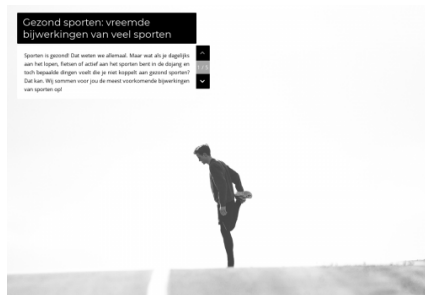 Gezond sporten: vreemde
bijwerkingen van veel sporten
Sporten is gezond! Dat weten we allemaal. Maar wat als je dagelijks
aan het lopen, fietsen of actief aan het sporten bent in de dojang en
toch bepaalde dingen voelt die je niet koppelt aan gezond sporten?
Dat kan. Wij sommen voor jou de meest voorkomende bijwerkingen
van sporten op!